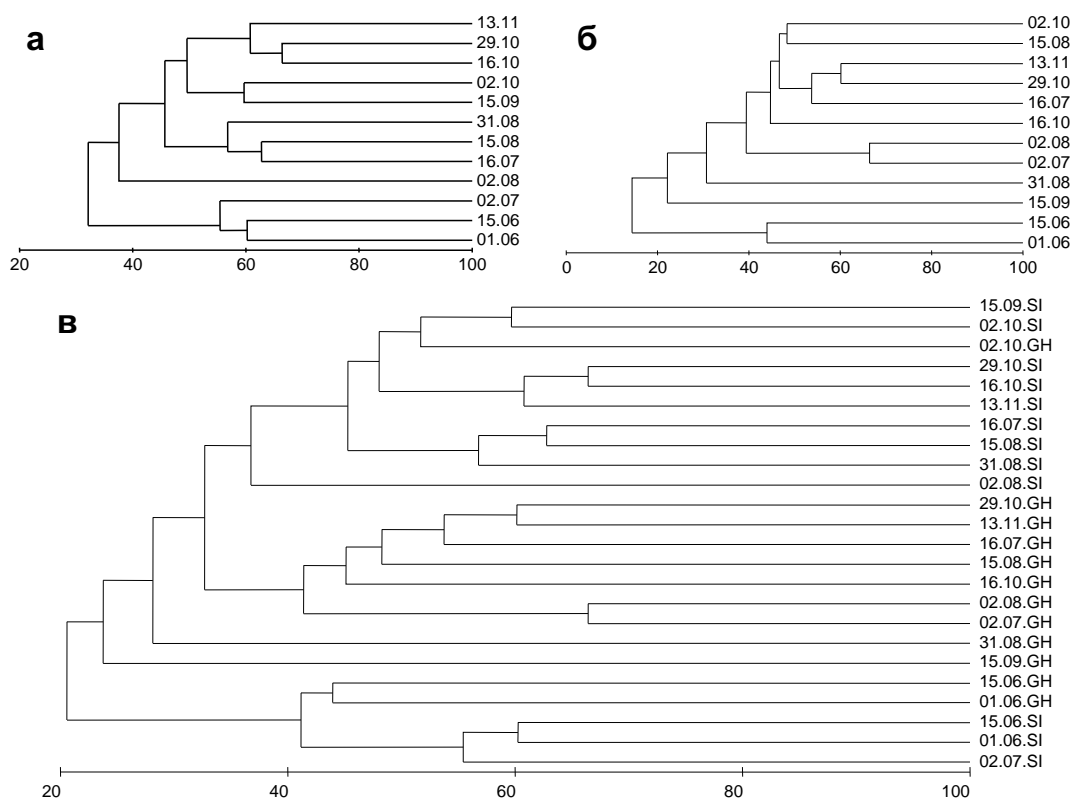 а
13.11
29.10
16.10
02.10
15.09
31.08
15.08
16.07
02.08
02.07
15.06
01.06
20 40 60 80 100
б
02.10
15.08
13.11
29.10
16.07
16.10
02.08
02.07
31.08
15.09
15.06
01.06
0 20 40 60 80 100
в
15.09.SI
02.10.SI
02.10.GH
29.10.SI
16.10.SI
13.11.SI
16.07.SI
15.08.SI
31.08.SI
02.08.SI
29.10.GH
13.11.GH
16.07.GH
15.08.GH
16.10.GH
02.08.GH
02.07.GH
31.08.GH
15.09.GH
15.06.GH
01.06.GH
15.06.SI
01.06.SI
02.07.SI
20 40 60 80 100